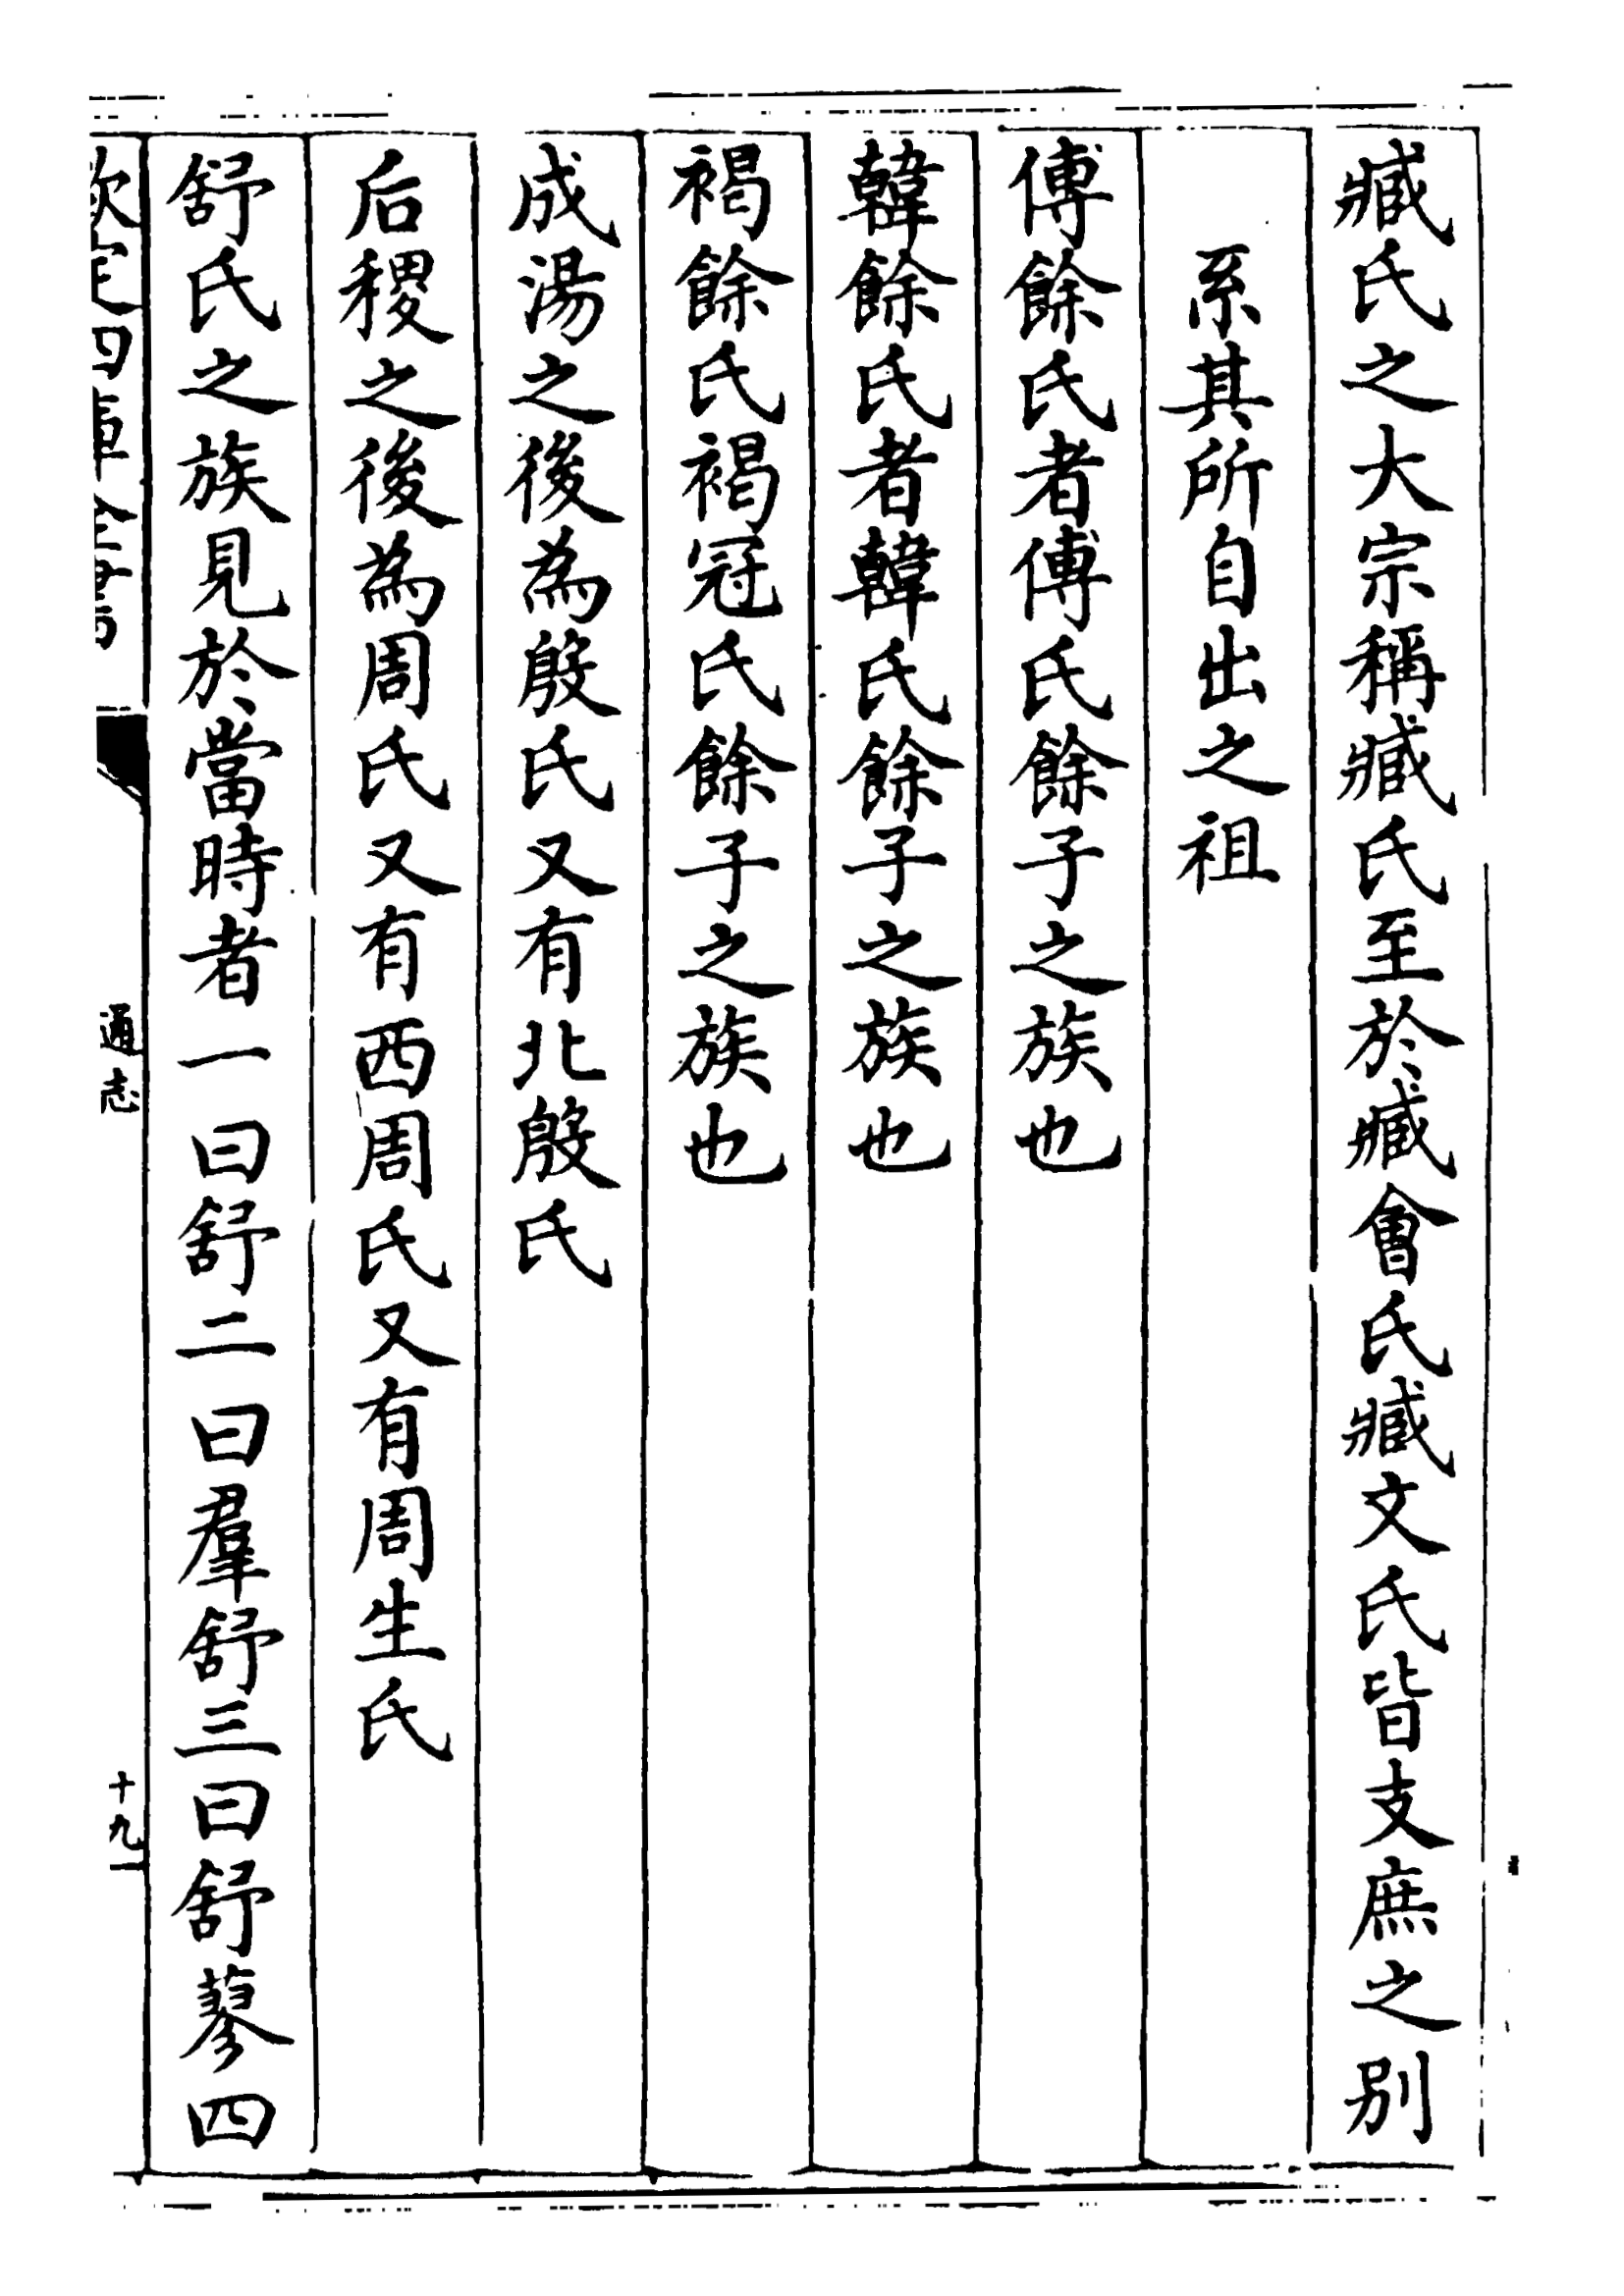 臧氏之大宗稱臧氏至於臧會氏臧文氏皆支庶之别
系其所自出之祖
傅餘氏者傅氏餘子之族也
韓餘氏者韓氏餘子之族也
褐餘氏褐冠氏餘子之族也
成湯之後為殷氏又有北殷氏
后稷之後為周氏又有西周氏又有周生氏
舒氏之族見於當時者一曰舒二曰羣舒三曰舒蓼四
欽定四庫全書
通志
十九